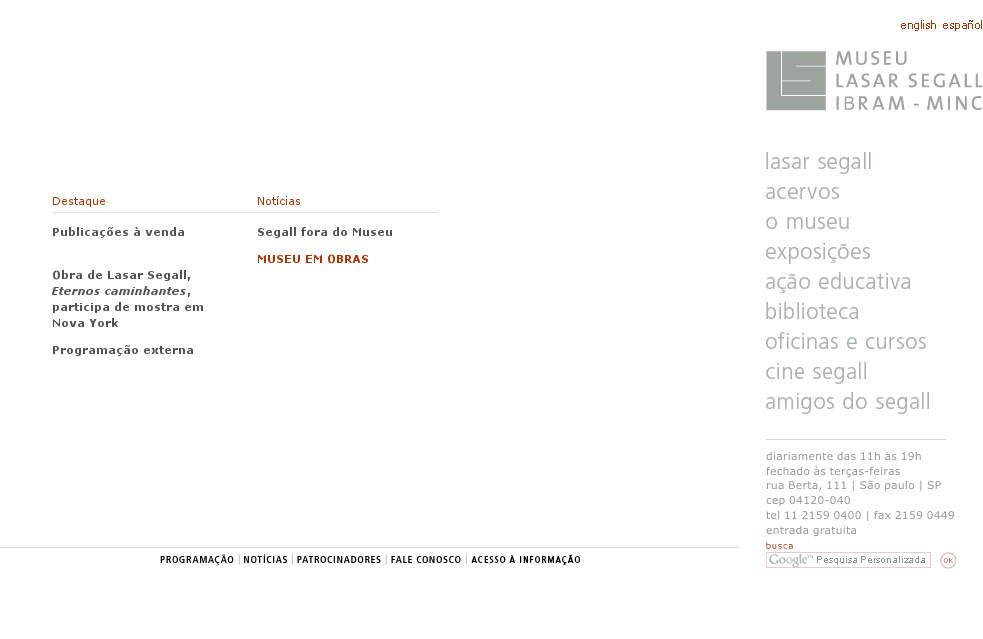 english español
MUSEU
LASAR SEGALL
IBRAM - MINC
lasar segall
acervos
o museu
exposições
ação educativa
biblioteca
oficinas e cursos
cine segall
amigos do segall
Destaque
Publicações à venda
Obra de Lasar Segall,
Eternos caminhantes,
participa de mostra em
Nova York
Programação externa
Notícias
Segall fora do Museu
MUSEU EM OBRAS
diariamente das 11h às 19h
fechado às terças-feiras
rua Berta, 111 | São paulo | SP
cep 04120-040
tel 11 2159 0400 | fax 2159 0449
entrada gratuita
busca
Google™ Pesquisa Personalizada OK
PROGRAMAÇÃO | NOTÍCIAS | PATROCINADORES | FALE CONOSCO | ACESSO À INFORMAÇÃO